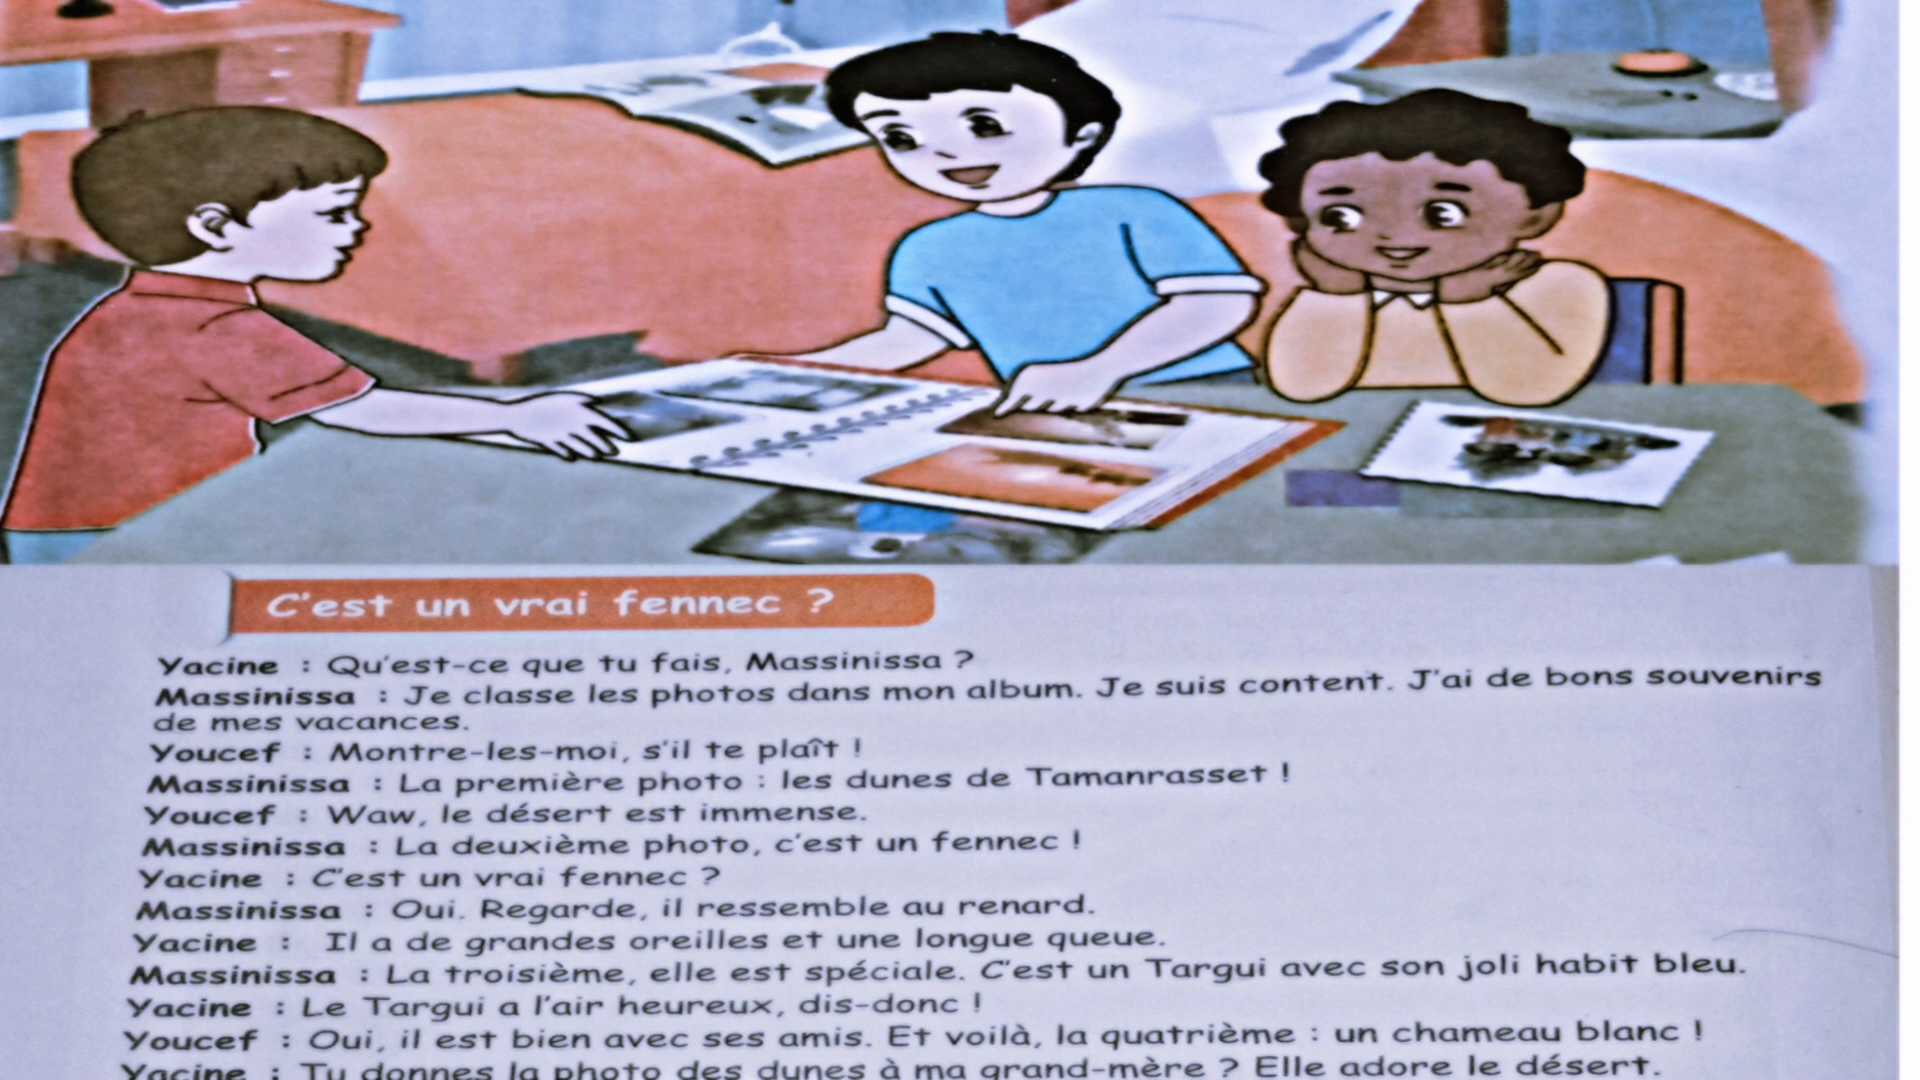 C'est un vrai fennec ?
Yacine : Qu'est-ce que tu fais, Massinissa ?
Massinissa : Je classe les photos dans mon album. Je suis content. J'ai de bons souvenirs
de mes vacances.
Youcef : Montre-les-moi, s'il te plaît !
Massinissa : La première photo : les dunes de Tamanrasset !
Youcef : Waw, le désert est immense.
Massinissa : La deuxième photo, c'est un fennec !
Yacine : C'est un vrai fennec ?
Massinissa : Oui. Regarde, il ressemble au renard.
Yacine : Il a de grandes oreilles et une longue queue.
Massinissa : La troisième, elle est spéciale. C'est un Targui avec son joli habit bleu.
Yacine : Le Targui a l'air heureux, dis-donc !
Youcef : Oui, il est bien avec ses amis. Et voilà, la quatrième : un chameau blanc !
Yacine : Tu donnes la photo des dunes à ma grand-mère ? Elle adore le désert.